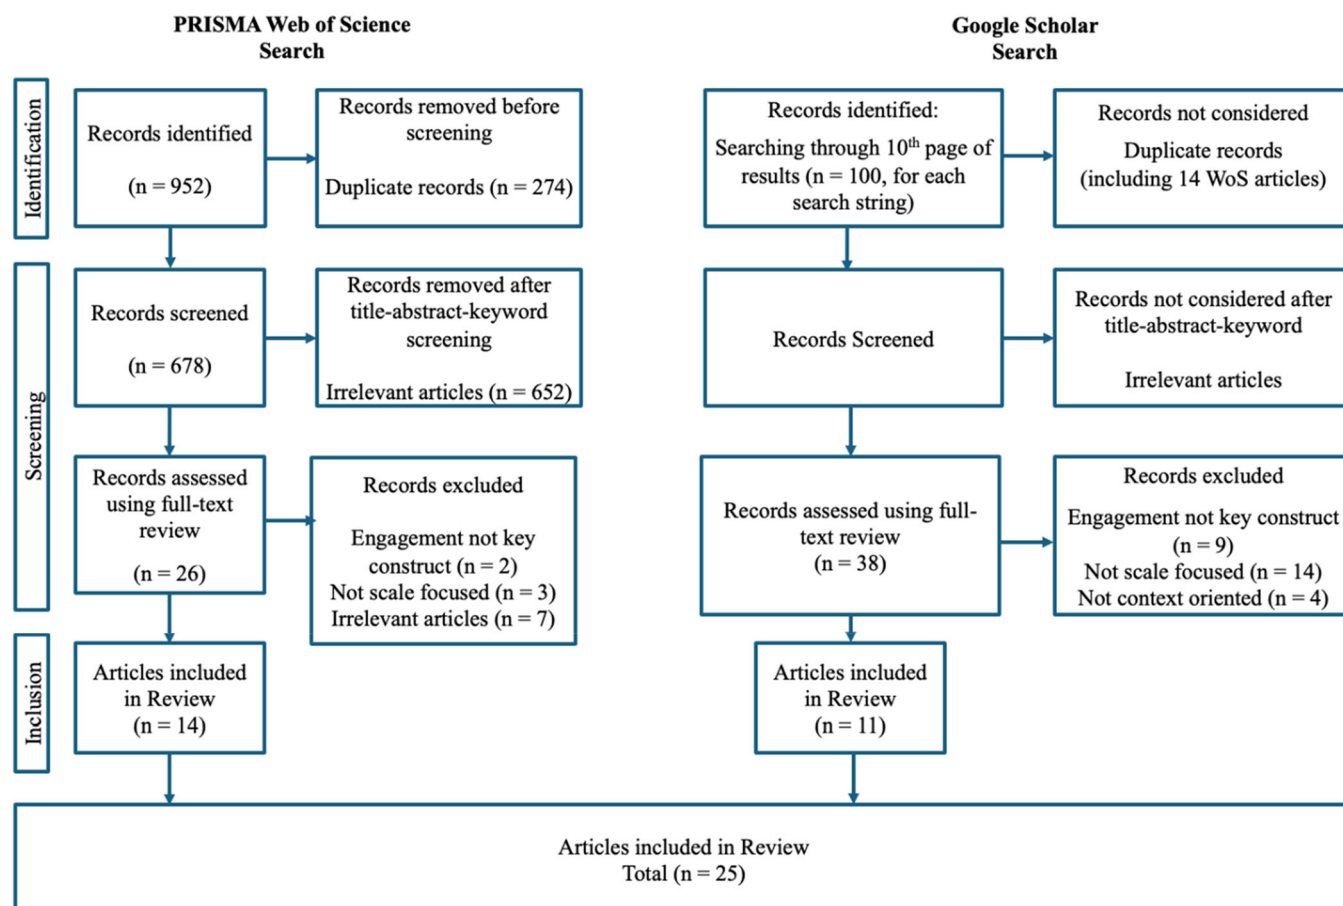 PRISMA Web of Science
Search
Google Scholar
Search
Identification
Records identified
(n = 952)
Records removed before
screening
Duplicate records (n = 274)
Records identified:
Searching through 10th page of
results (n = 100, for each
search string)
Records not considered
Duplicate records
(including 14 WoS articles)
Screening
Records screened
(n = 678)
Records removed after
title-abstract-keyword
screening
Irrelevant articles (n = 652)
Records Screened
Records not considered after
title-abstract-keyword
Irrelevant articles
Records assessed
using full-text
review
(n = 26)
Records excluded
Engagement not key
construct (n = 2)
Not scale focused (n = 3)
Irrelevant articles (n = 7)
Records assessed using full-
text review
(n = 38)
Records excluded
Engagement not key construct
(n = 9)
Not scale focused (n = 14)
Not context oriented (n = 4)
Inclusion
Articles included
in Review
(n = 14)
Articles included
in Review
(n = 11)
Articles included in Review
Total (n = 25)